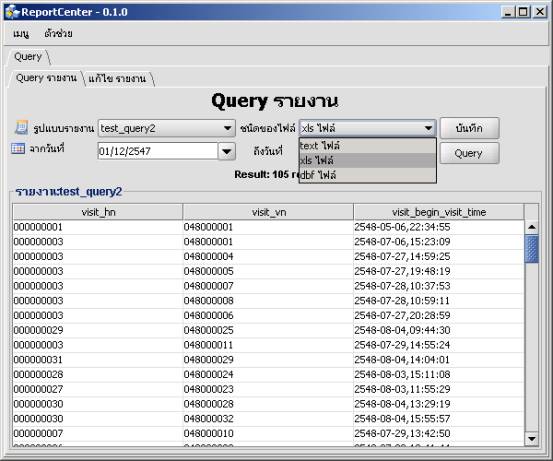 ReportCenter - 0.1.0
เมนู ตัวช่วย
Query
Query รายงาน แก้ไข รายงาน
Query รายงาน
รูปแบบรายงาน test_query2 ชนิดของไฟล์ xls ไฟล์ บันทึก
text ไฟล์
จากวันที่ 01/12/2547 ถึงวันที่ xls ไฟล์ Query
Result: 105 dbf ไฟล์
รายงาน:test_query2
visit_hn visit_vn visit_begin_visit_time
000000001 048000001 2548-05-06,22:34:55
000000003 048000001 2548-07-06,15:23:09
000000003 048000004 2548-07-27,14:59:25
000000003 048000005 2548-07-27,19:48:19
000000003 048000007 2548-07-28,10:37:53
000000003 048000008 2548-07-28,10:59:11
000000003 048000006 2548-07-27,20:28:59
000000029 048000025 2548-08-04,09:44:30
000000003 048000011 2548-07-29,14:55:24
000000031 048000029 2548-08-04,14:04:01
000000028 048000024 2548-08-03,15:11:08
000000027 048000023 2548-08-03,11:55:29
000000030 048000028 2548-08-04,13:29:19
000000030 048000032 2548-08-04,15:55:57
000000007 048000010 2548-07-29,13:42:50